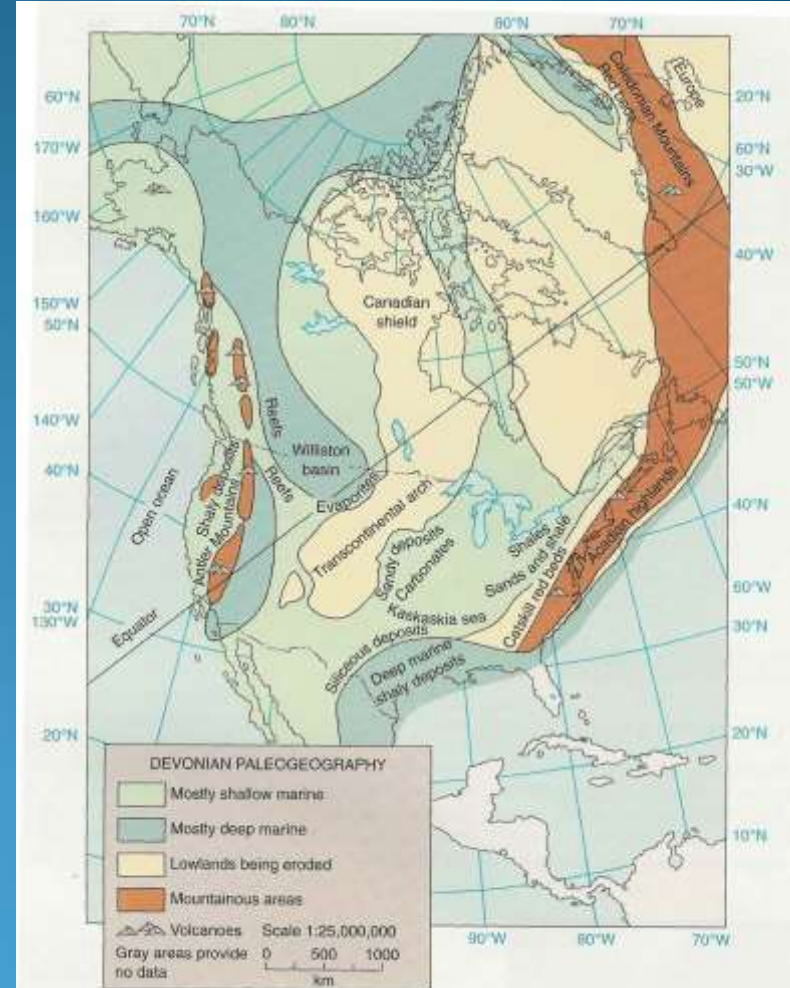 70°N
80°N
80°N
70°N
60°N
170°W
160°W
150°W
50°N
140°W
40°N
30°N
130°W
20°N
20°N
60°N
30°W
40°W
50°N
50°W
40°N
60°W
30°N
20°N
10°N
90°W
80°W
70°W
Caledonian Mountains
Red beds
Europe
Canadian
shield
Reefs
Williston
basin
Reefs
Evaporites
Transcontinental arch
Open ocean
Shaly deposits
Antler Mountains
Equator
Sandy deposits
Carbonates
Kaskaskia sea
Shales
Sands and shale
Catskill red beds
Acadian highlands
Siliceous deposits
Deep marine
shaly deposits
DEVONIAN PALEOGEOGRAPHY
Mostly shallow marine
Mostly deep marine
Lowlands being eroded
Mountainous areas
Volcanoes Scale 1:25,000,000
Gray areas provide
no data
0 500 1000
km